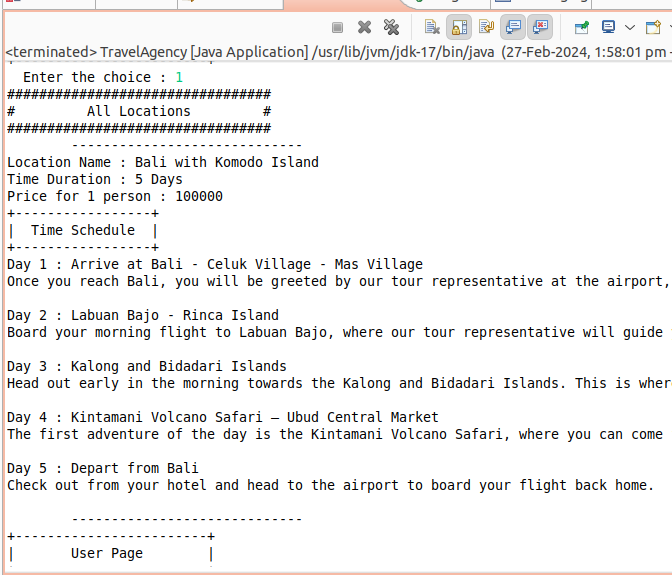 <terminated> TravelAgency [Java Application] /usr/lib/jvm/jdk-17/bin/java (27-Feb-2024, 1:58:01 pm -
Enter the choice : 1
#################################
# All Locations #
#################################
-----------------------------
Location Name : Bali with Komodo Island
Time Duration : 5 Days
Price for 1 person : 100000
+-----------------+
| Time Schedule |
+-----------------+
Day 1 : Arrive at Bali - Celuk Village - Mas Village
Once you reach Bali, you will be greeted by our tour representative at the airport,
Day 2 : Labuan Bajo - Rinca Island
Board your morning flight to Labuan Bajo, where our tour representative will guide
Day 3 : Kalong and Bidadari Islands
Head out early in the morning towards the Kalong and Bidadari Islands. This is wher
Day 4 : Kintamani Volcano Safari – Ubud Central Market
The first adventure of the day is the Kintamani Volcano Safari, where you can come
Day 5 : Depart from Bali
Check out from your hotel and head to the airport to board your flight back home.
-----------------------------
+------------------------+
| User Page |